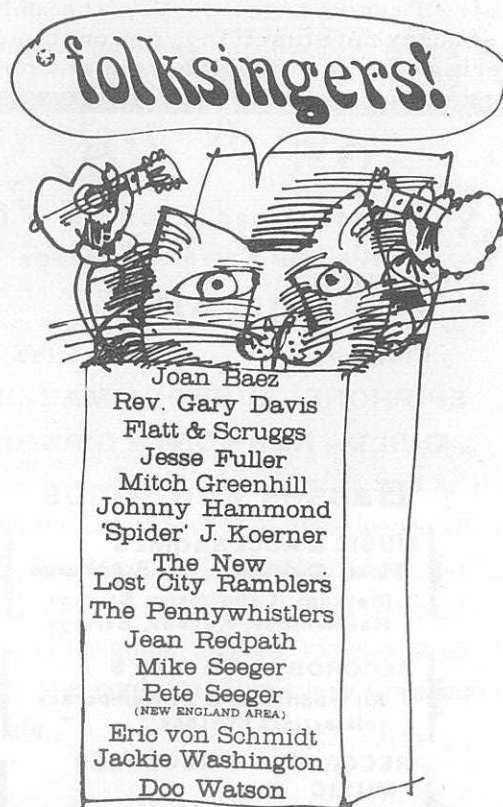 folksingers!
Joan Baez
Rev. Gary Davis
Flatt & Scruggs
Jesse Fuller
Mitch Greenhill
Johnny Hammond
'Spider' J. Koerner
The New
Lost City Ramblers
The Pennywhistlers
Jean Redpath
Mike Seeger
Pete Seeger
(NEW ENGLAND AREA)
Eric von Schmidt
Jackie Washington
Doc Watson